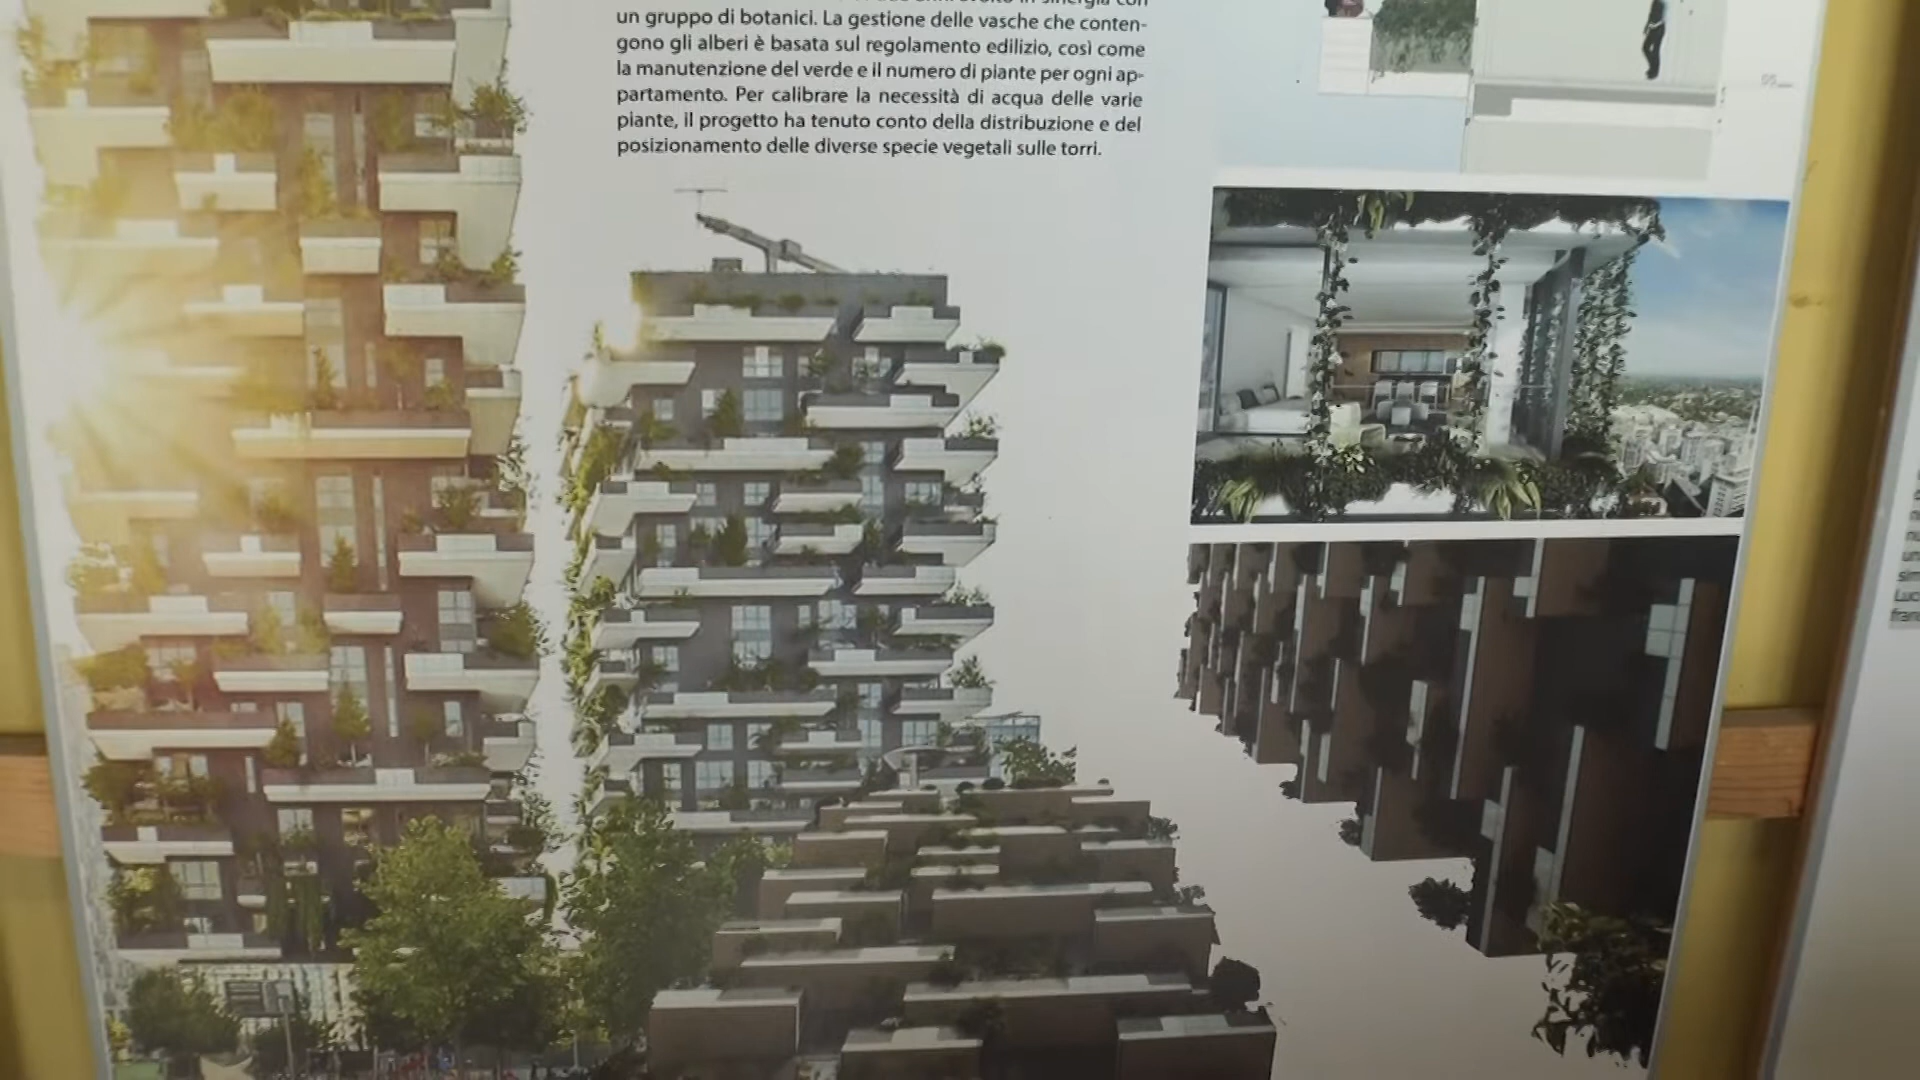 un gruppo di botanici. La gestione delle vasche che conten-
gono gli alberi è basata sul regolamento edilizio, così come
la manutenzione del verde e il numero di piante per ogni ap-
partamento. Per calibrare la necessità di acqua delle varie
piante, il progetto ha tenuto conto della distribuzione e del
posizionamento delle diverse specie vegetali sulle torri.